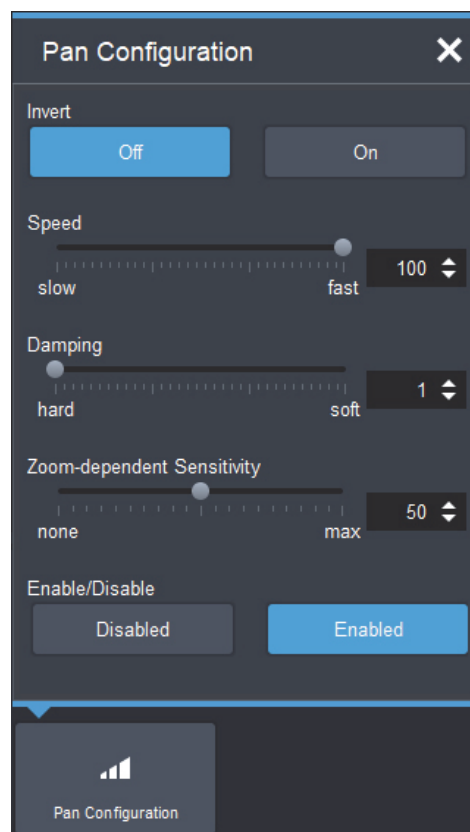 Pan Configuration
Invert
Off On
Speed
100
slow fast
Damping
1
hard soft
Zoom-dependent Sensitivity
50
none max
Enable/Disable
Disabled Enabled
Pan Configuration